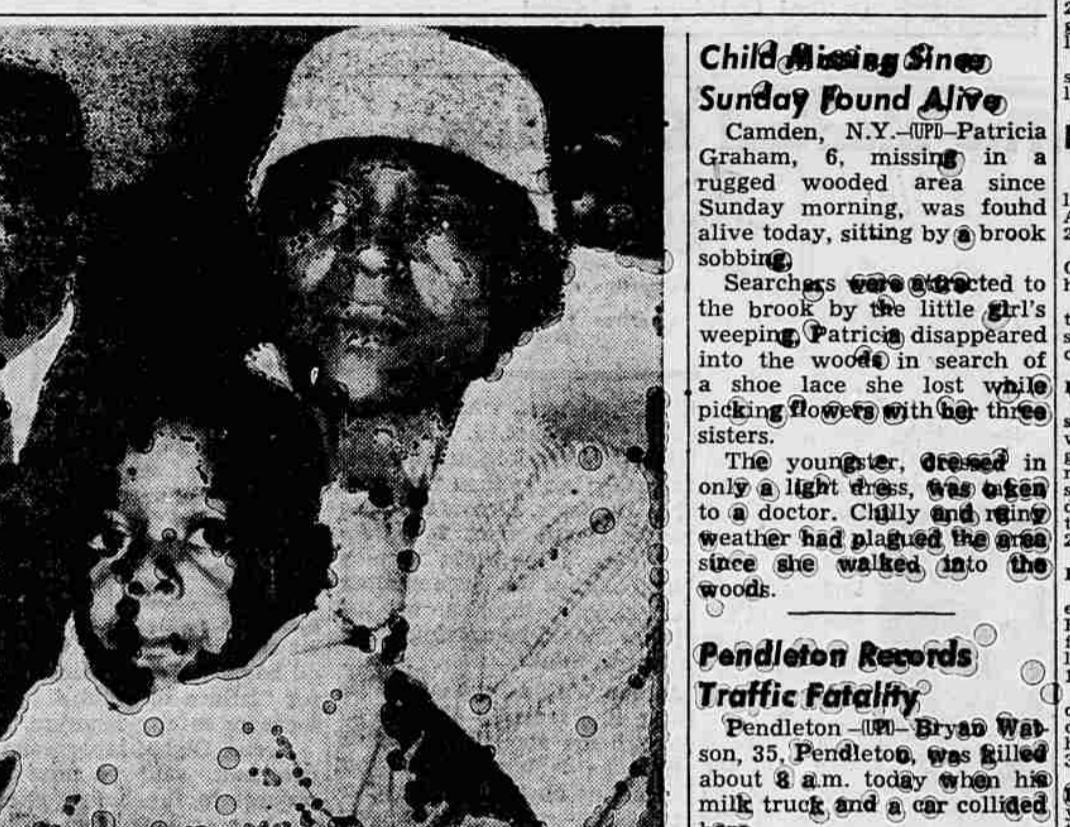 Child Missing Since
Sunday Found Alive
Camden, N.Y.—(UPI)—Patricia
Graham, 6, missing in a
rugged wooded area since
Sunday morning, was fouhd
alive today, sitting by a brook
sobbing.
Searchers were attracted to
the brook by the little girl's
weeping. Patricia disappeared
into the woods in search of
a shoe lace she lost while
picking flowers with her three
sisters.
The youngster, dressed in
only a light dress, was taken
to a doctor. Chilly and rainy
weather had plagued the area
since she walked into the
woods.
Pendleton Records
Traffic Fatality
Pendleton —(UPI)— Bryan Wat-
son, 35, Pendleton, was killed
about 8 a.m. today when his
milk truck and a car collided